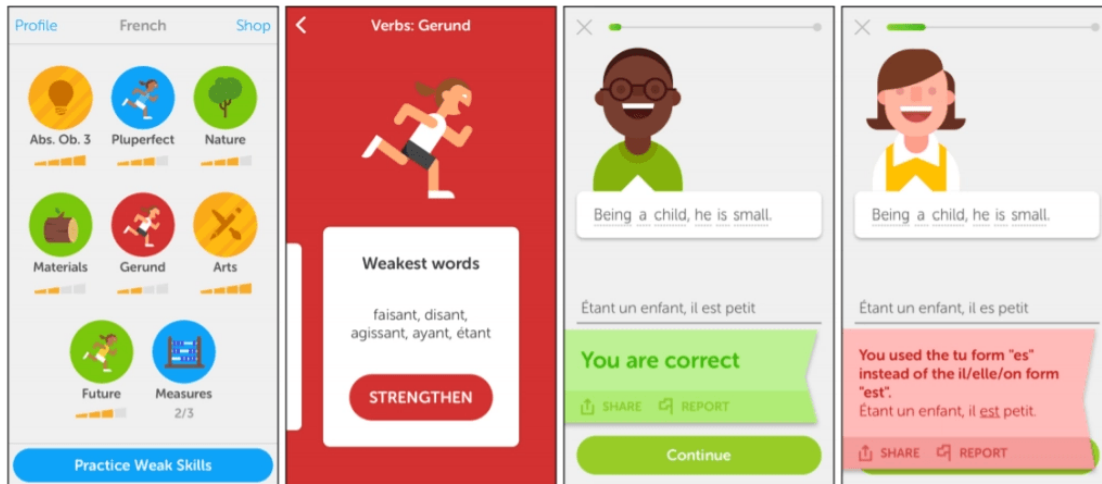 Profile French Shop
Abs. Ob. 3 Pluperfect Nature
Materials Gerund Arts
Future Measures
2/3
Practice Weak Skills
Verbs: Gerund
Weakest words
faisant, disant,
agissant, ayant, étant
STRENGTHEN
Being a child, he is small.
Étant un enfant, il est petit
You are correct
SHARE REPORT
Continue
Being a child, he is small.
Étant un enfant, il es petit
You used the tu form "es"
instead of the il/elle/on form
"est".
Étant un enfant, il est petit.
SHARE REPORT